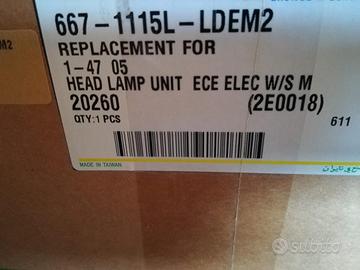 667-1115L-LDEM2
M2
REPLACEMENT FOR
1-47 05
HEAD LAMP UNIT ECE ELEC W/S M
20260 (2E0018)
QTY:1 PCS
611
MADE IN TAIWAN
subito